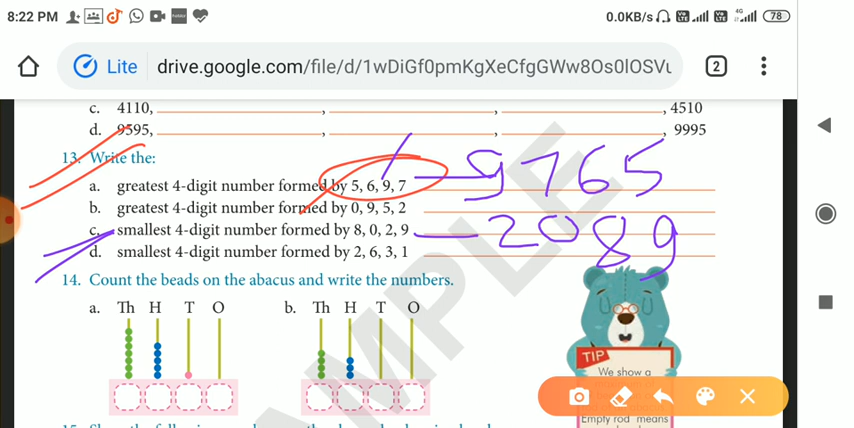 8:22 PM 0.0KB/s 4G 78
Lite drive.google.com/file/d/1wDiGf0pmKgXeCfgGWw8Os0lOSVu 2
c. 4110, , , , 4510
d. 9595, , , , 9995
13. Write the:
a. greatest 4-digit number formed by 5, 6, 9, 7 9765
b. greatest 4-digit number formed by 0, 9, 5, 2
c. smallest 4-digit number formed by 8, 0, 2, 9 2089
d. smallest 4-digit number formed by 2, 6, 3, 1
14. Count the beads on the abacus and write the numbers.
a. Th H T O b. Th H T O
TIP
We show a
Empty rod means